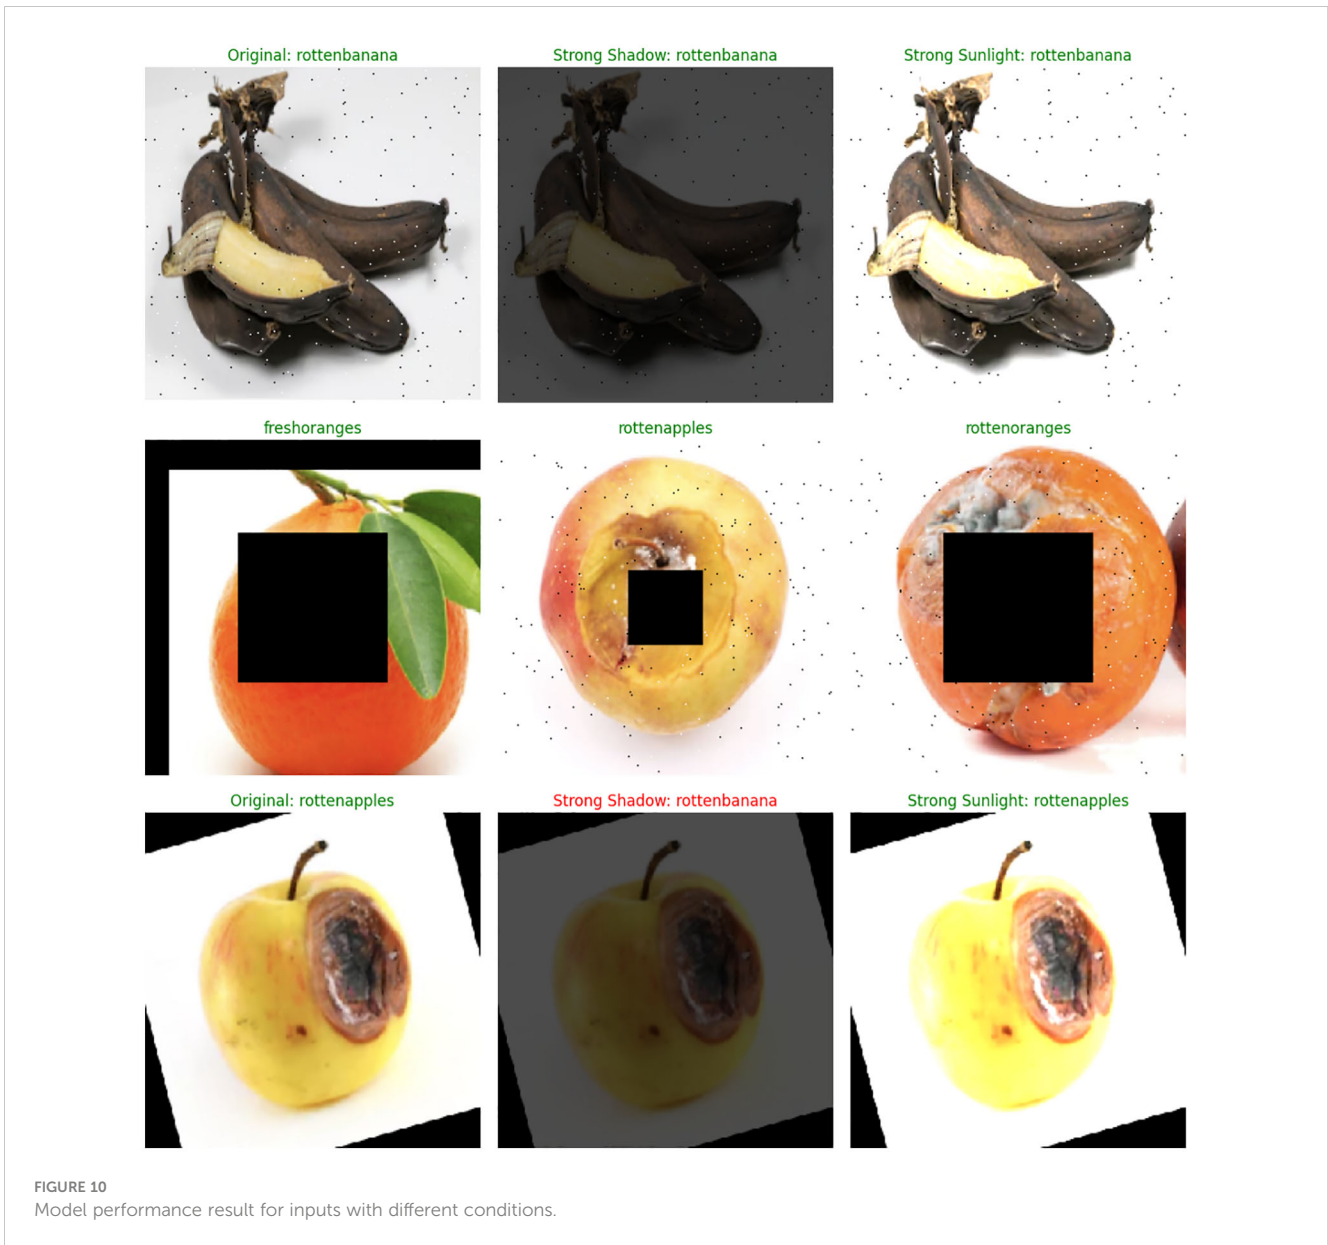 Original: rottenbanana
Strong Shadow: rottenbanana
Strong Sunlight: rottenbanana
freshoranges
rottenapples
rottenoranges
Original: rottenapples
Strong Shadow: rottenbanana
Strong Sunlight: rottenapples
FIGURE 10
Model performance result for inputs with different conditions.